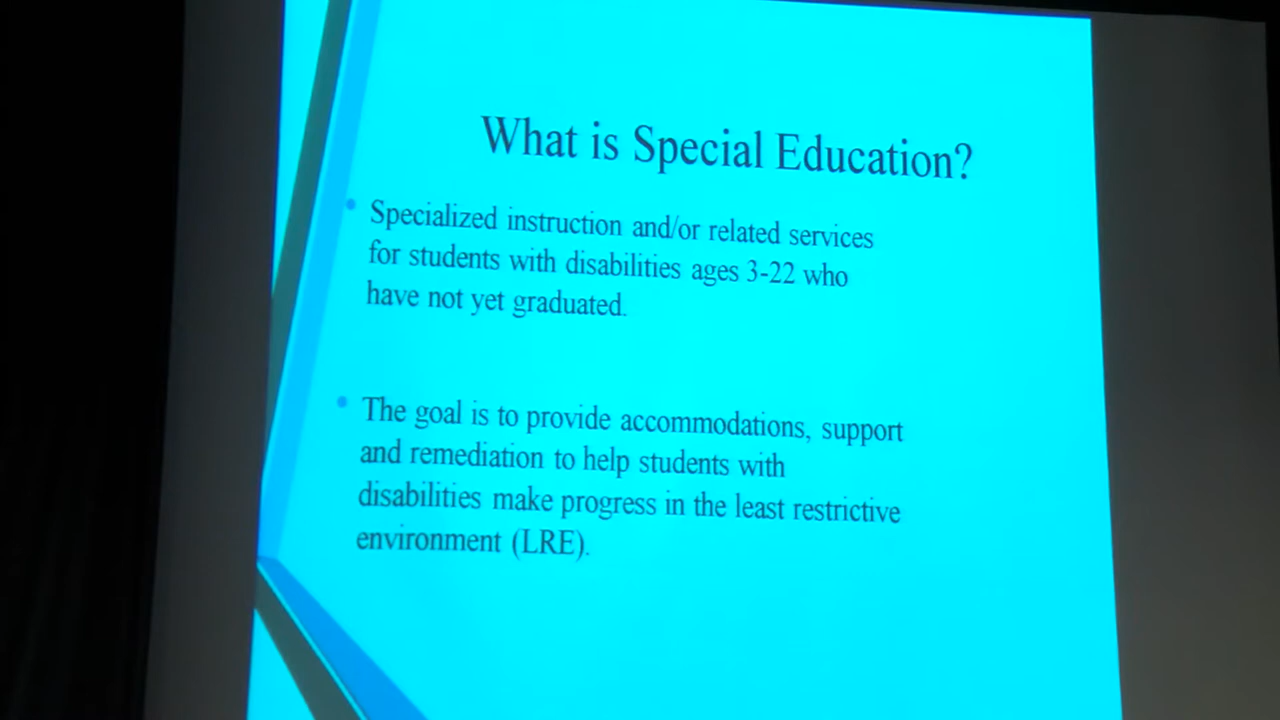 What is Special Education?
• Specialized instruction and/or related services
for students with disabilities ages 3-22 who
have not yet graduated.
• The goal is to provide accommodations, support
and remediation to help students with
disabilities make progress in the least restrictive
environment (LRE).